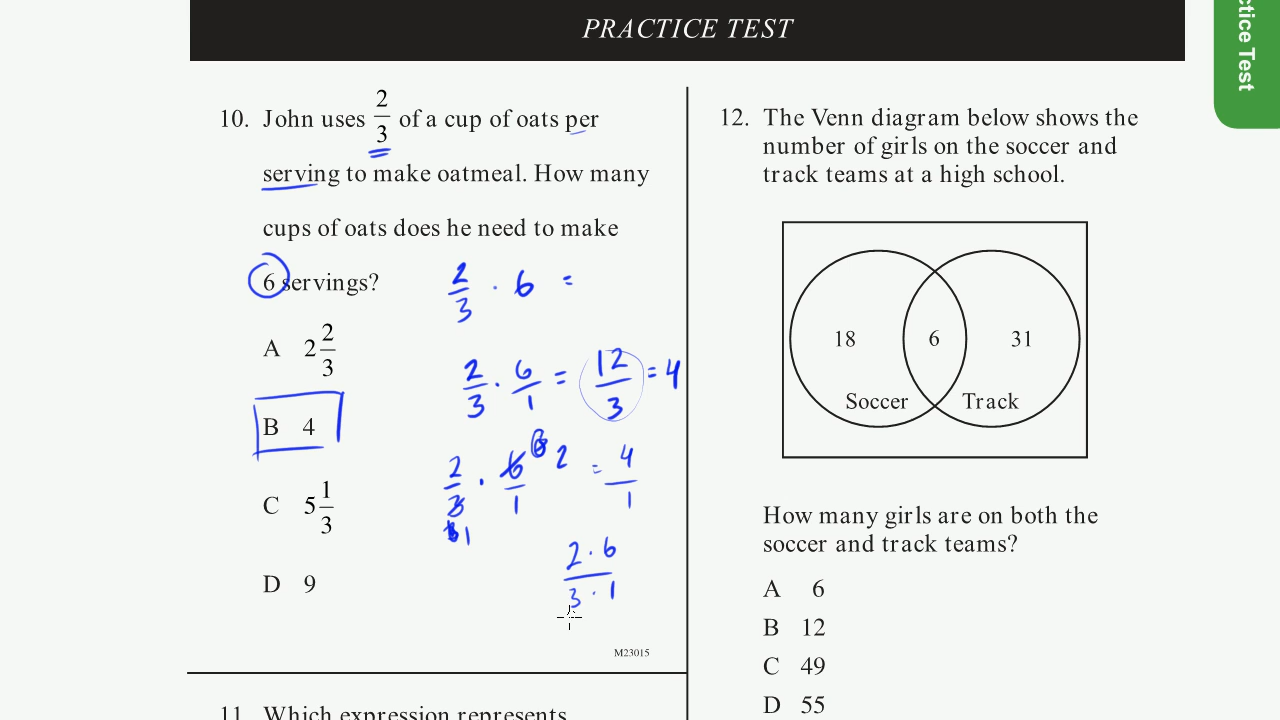 PRACTICE TEST
ctice Test
10. John uses 2/3 of a cup of oats per
serving to make oatmeal. How many
cups of oats does he need to make
6 servings?
2/3 · 6 =
A 2 2/3
2/3 · 6/1 = 12/3 = 4
B 4
2/3 · 6/1 2 = 4/1
1
C 5 1/3
2 · 6
3 · 1
D 9
M23015
11. Which expression represents
12. The Venn diagram below shows the
number of girls on the soccer and
track teams at a high school.
18 6 31
Soccer Track
How many girls are on both the
soccer and track teams?
A 6
B 12
C 49
D 55